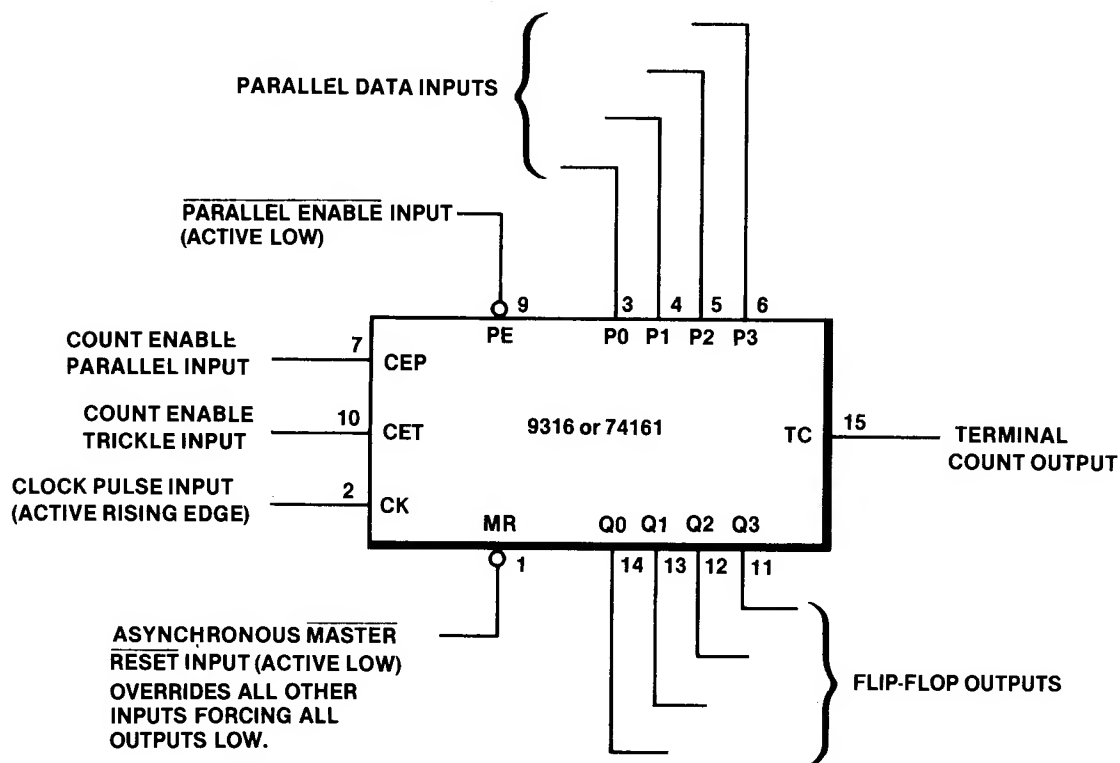 PARALLEL DATA INPUTS
PARALLEL ENABLE INPUT
(ACTIVE LOW)
9 3 4 5 6
PE P0 P1 P2 P3
COUNT ENABLE
PARALLEL INPUT
7
CEP
COUNT ENABLE
TRICKLE INPUT
10
CET
9316 or 74161
TC
15
TERMINAL
COUNT OUTPUT
CLOCK PULSE INPUT
(ACTIVE RISING EDGE)
2
CK
MR Q0 Q1 Q2 Q3
1 14 13 12 11
ASYNCHRONOUS MASTER
RESET INPUT (ACTIVE LOW)
OVERRIDES ALL OTHER
INPUTS FORCING ALL
OUTPUTS LOW.
FLIP-FLOP OUTPUTS